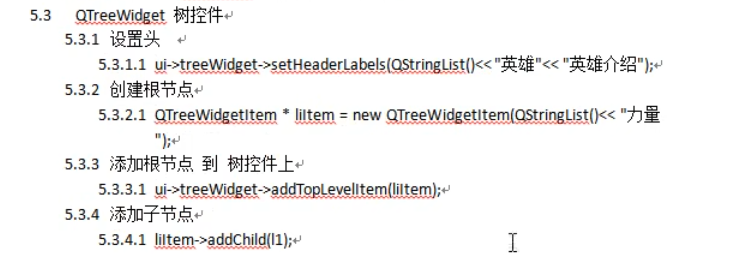 5.3 QTreeWidget 树控件
5.3.1 设置头
5.3.1.1 ui->treeWidget->setHeaderLabels(QStringList()<< "英雄"<< "英雄介绍");
5.3.2 创建根节点
5.3.2.1 QTreeWidgetItem * liItem = new QTreeWidgetItem(QStringList()<< "力量
");
5.3.3 添加根节点 到 树控件上
5.3.3.1 ui->treeWidget->addTopLevelItem(liItem);
5.3.4 添加子节点
5.3.4.1 liItem->addChild(l1);